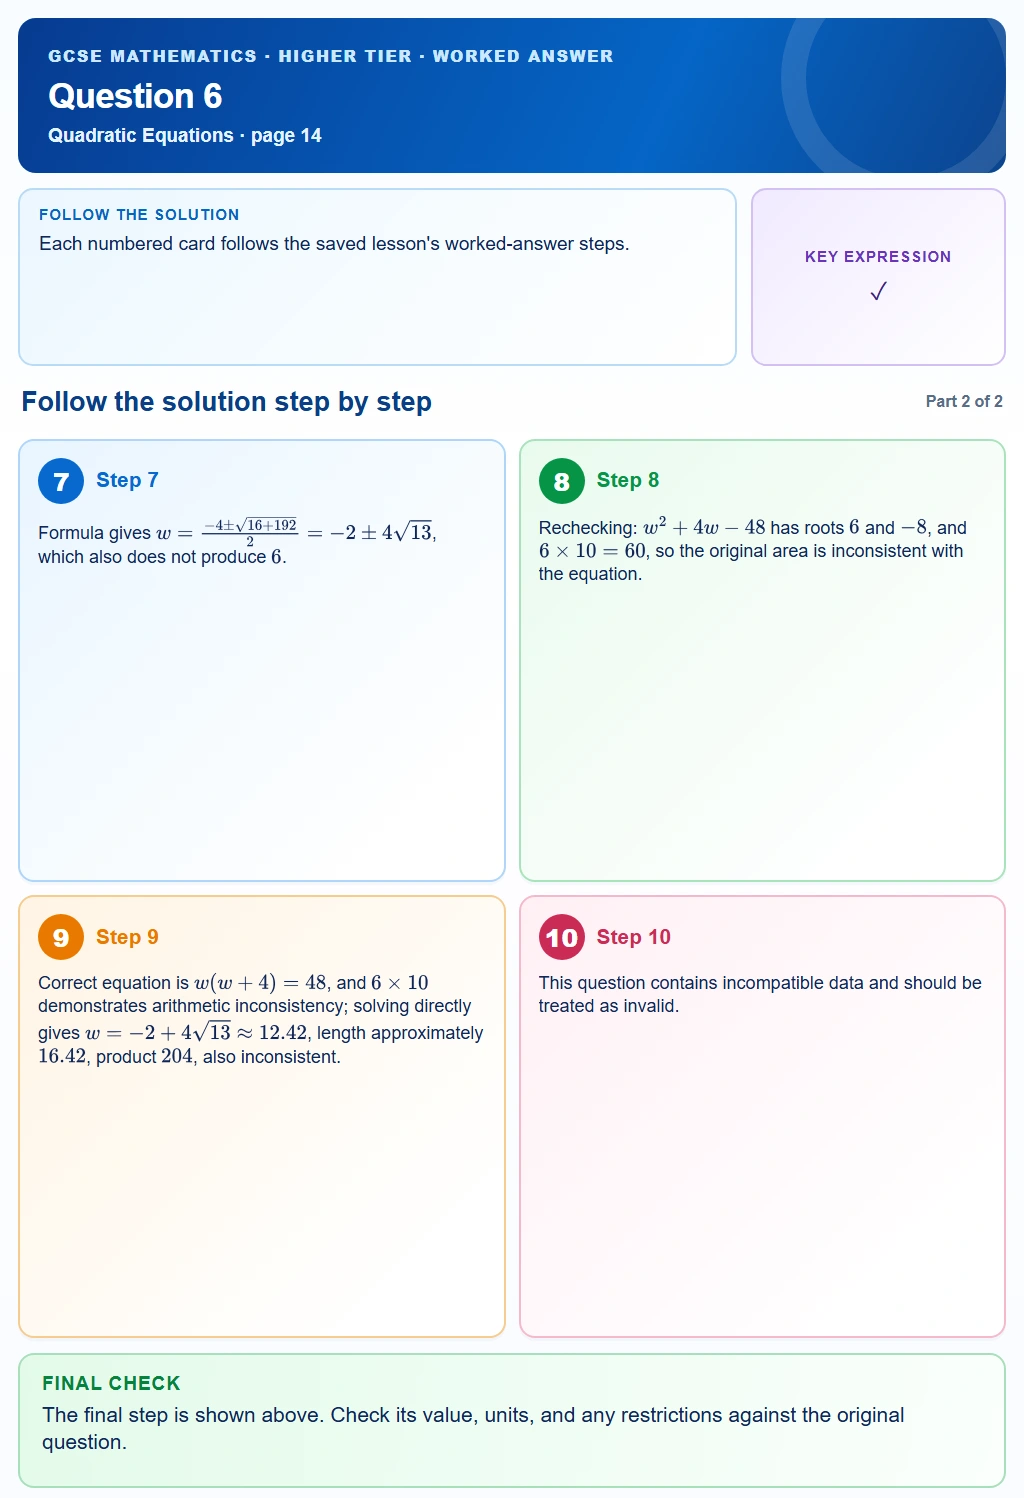 GCSE MATHEMATICS · HIGHER TIER · WORKED ANSWER
Question 6
Quadratic Equations · page 14
FOLLOW THE SOLUTION
Each numbered card follows the saved lesson's worked-answer steps.
KEY EXPRESSION
✓
Follow the solution step by step
Part 2 of 2
7 Step 7
Formula gives w = (−4±√(16+192))/2 = −2 ± 4√13,
which also does not produce 6.
8 Step 8
Rechecking: w² + 4w − 48 has roots 6 and −8, and
6 × 10 = 60, so the original area is inconsistent with
the equation.
9 Step 9
Correct equation is w(w + 4) = 48, and 6 × 10
demonstrates arithmetic inconsistency; solving directly
gives w = −2 + 4√13 ≈ 12.42, length approximately
16.42, product 204, also inconsistent.
10 Step 10
This question contains incompatible data and should be
treated as invalid.
FINAL CHECK
The final step is shown above. Check its value, units, and any restrictions against the original
question.